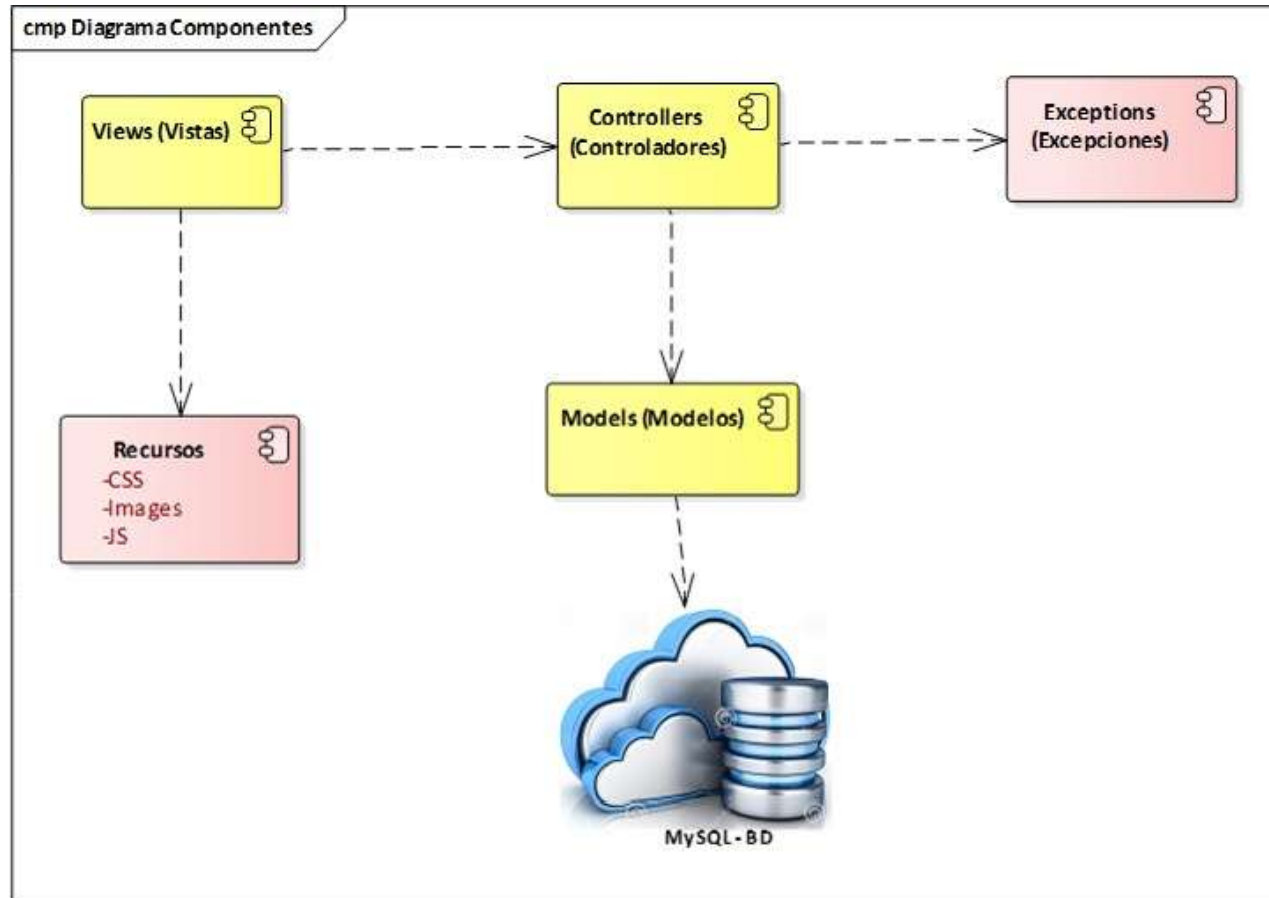 cmp Diagrama Componentes
Views (Vistas)
Controllers
(Controladores)
Exceptions
(Excepciones)
Recursos
-CSS
-Images
-JS
Models (Modelos)
MySQL - BD